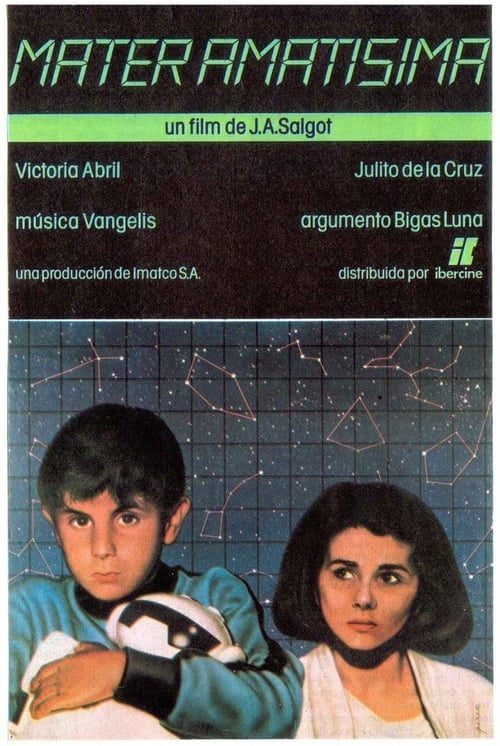 MATER AMATISIMA
un film de J.A.Salgot
Victoria Abril
Julito de la Cruz
música Vangelis
argumento Bigas Luna
una producción de Imatco S.A.
distribuida por ibercine